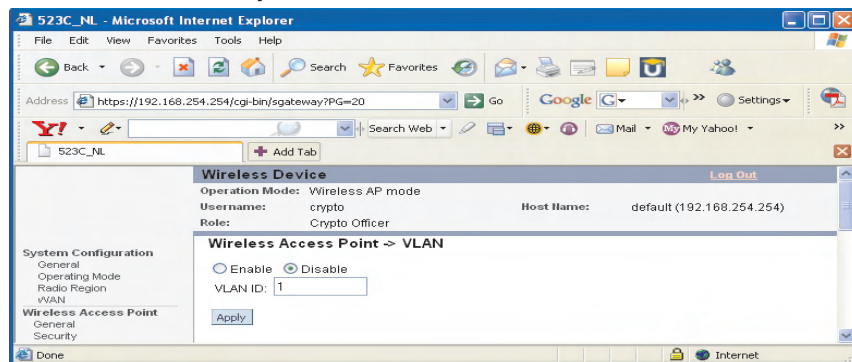 523C_NL - Microsoft Internet Explorer
File Edit View Favorites Tools Help
Back Search Favorites
Address https://192.168.254.254/cgi-bin/sgateway?PG=20 Go Google G Settings
Y! Search Web Mail My Yahoo!
523C_NL Add Tab
Wireless Device Log Out
Operation Mode: Wireless AP mode
Username: crypto Host Name: default (192.168.254.254)
Role: Crypto Officer
Wireless Access Point -> VLAN
System Configuration
General
Operating Mode
Radio Region
WAN
Wireless Access Point
General
Security
Enable Disable
VLAN ID: 1
Apply
Done Internet